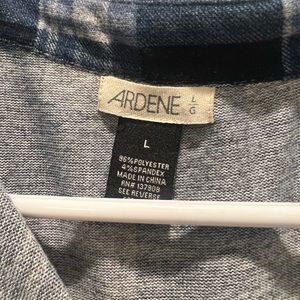 ARDENE L
G
L
96%POLYESTER
4%SPANDEX
MADE IN CHINA
RN# 137909
SEE REVERSE